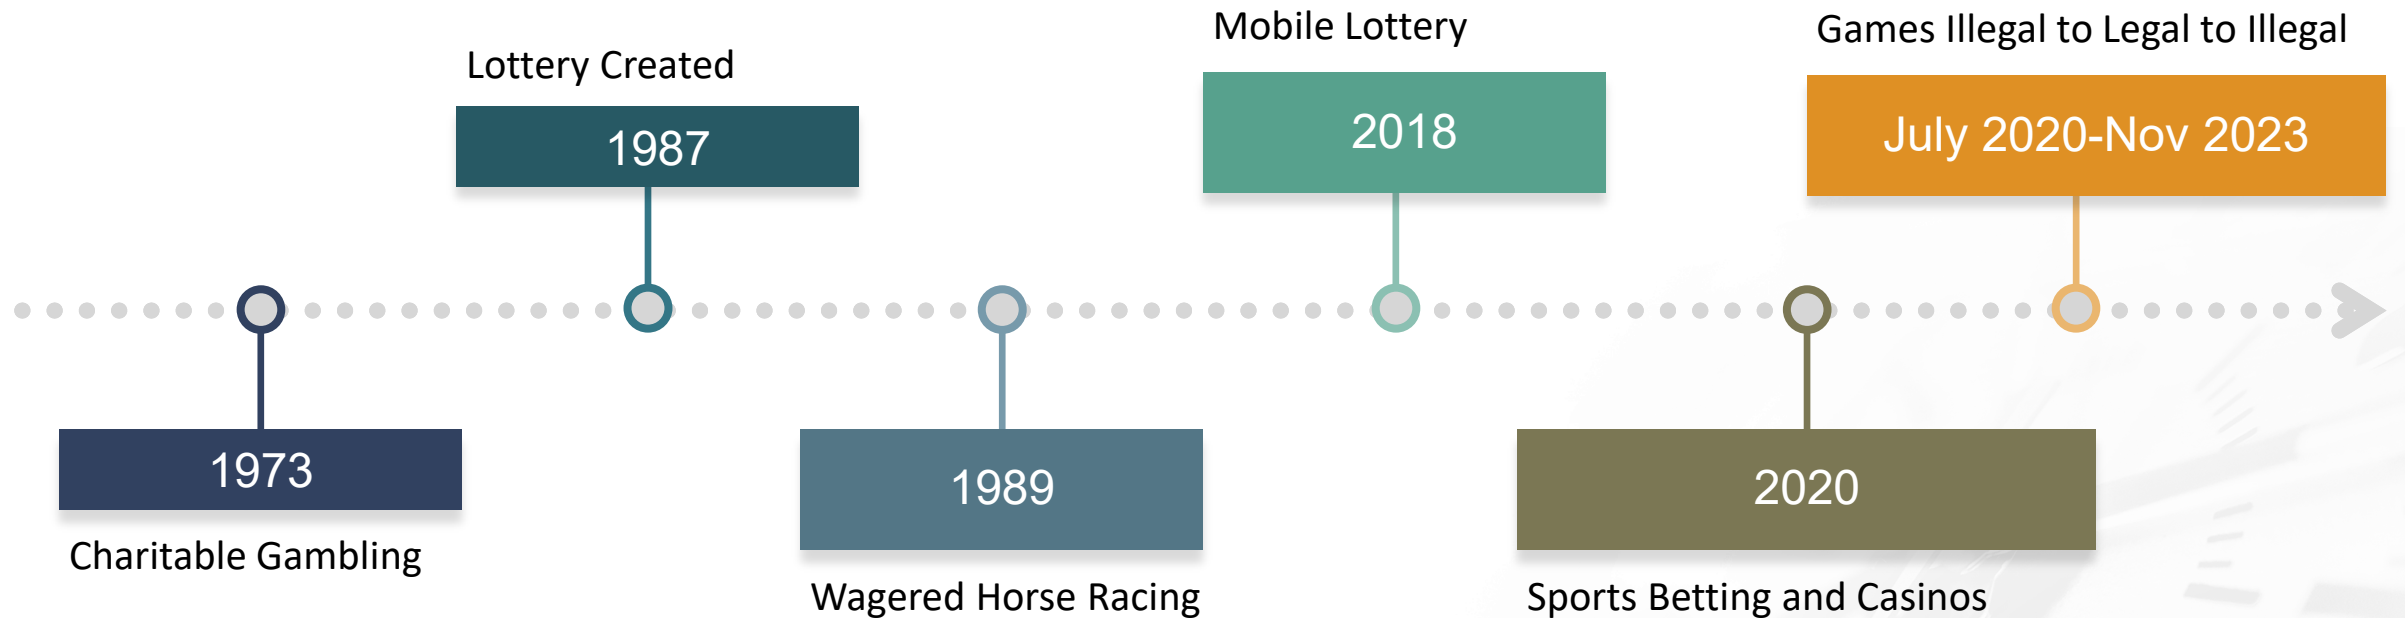 Charitable Gambling
1973
Lottery Created
1987
Wagered Horse Racing
1989
Mobile Lottery
2018
Sports Betting and Casinos
2020
Games Illegal to Legal to Illegal
July 2020-Nov 2023